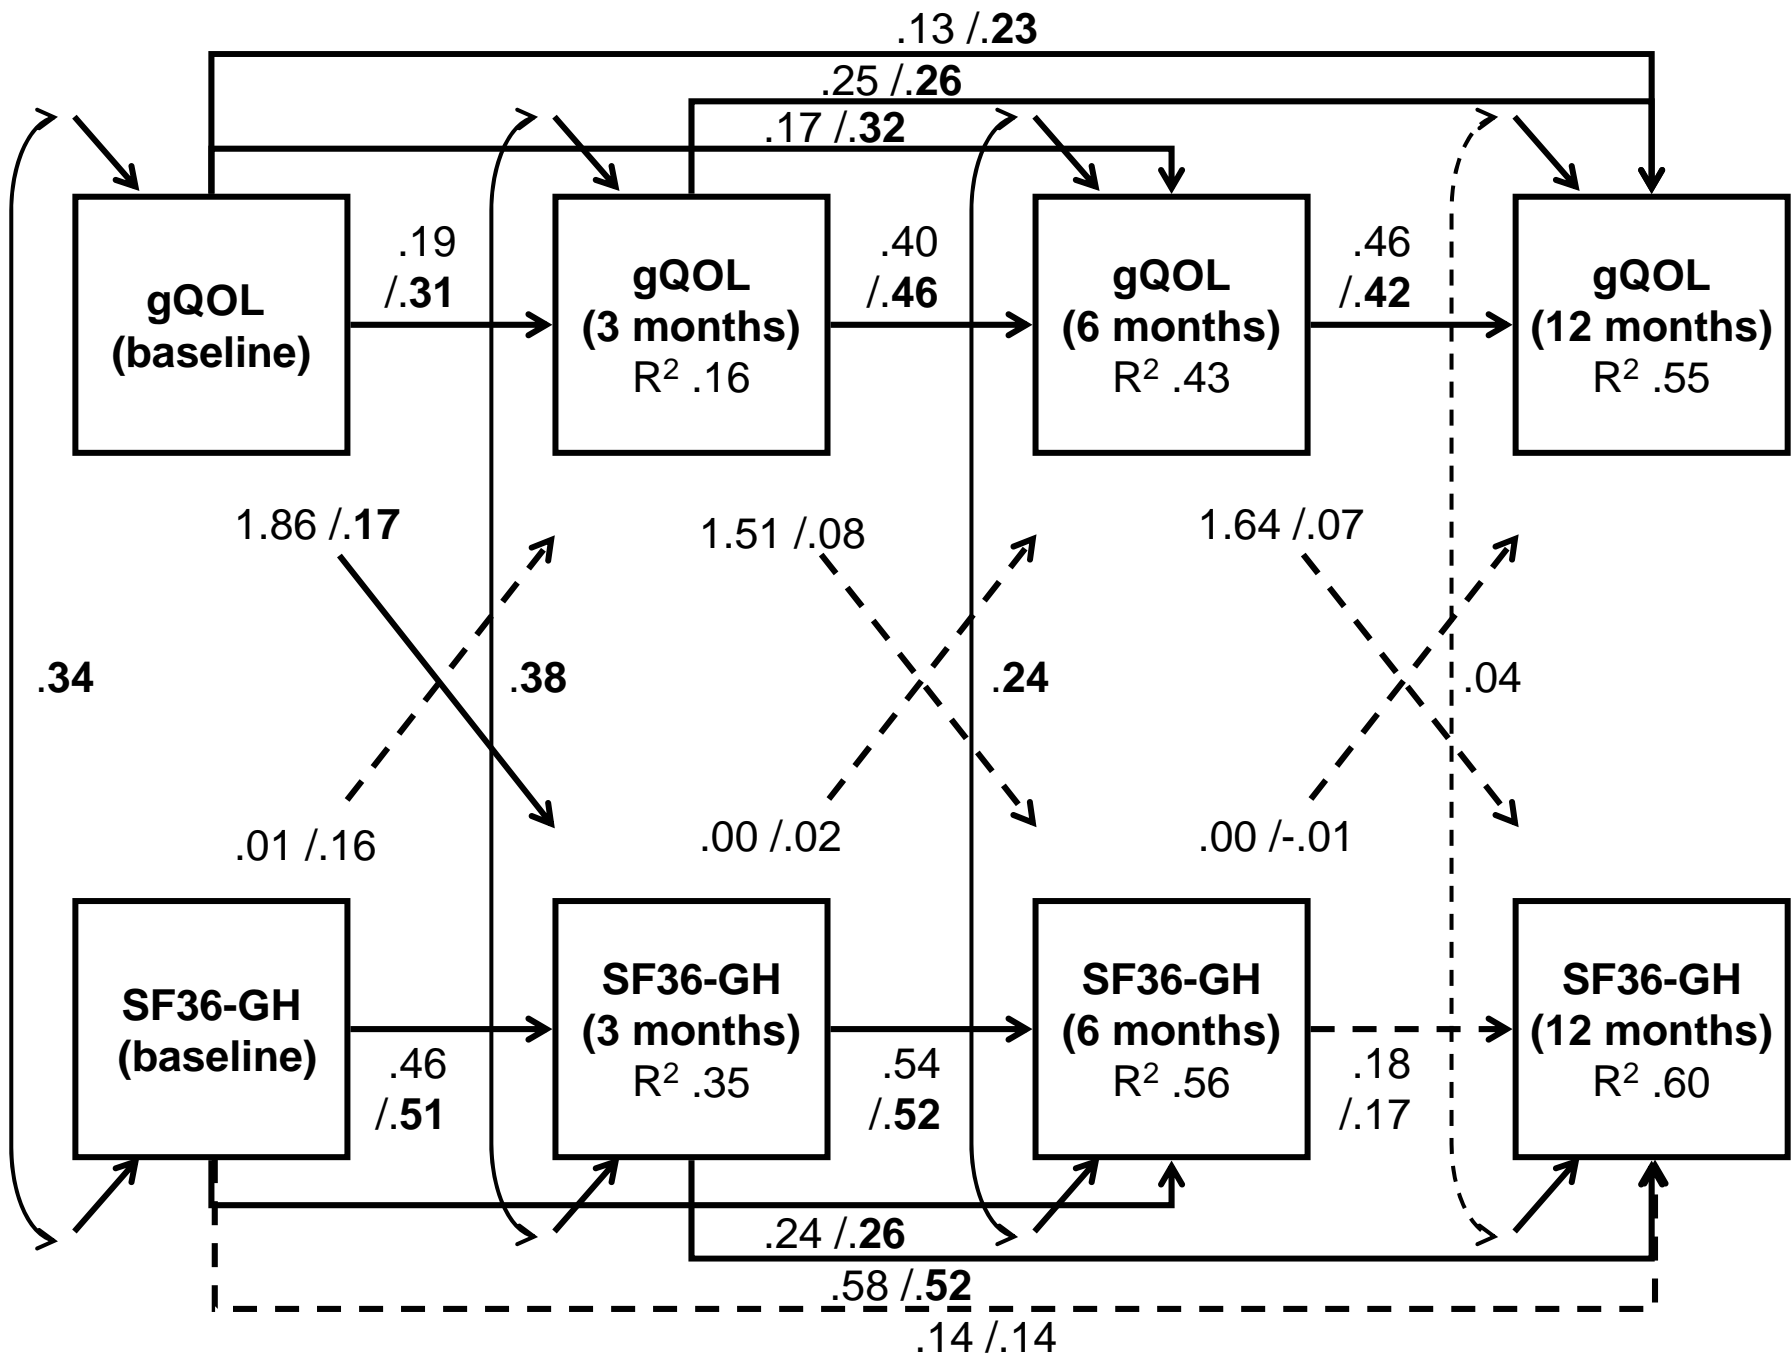 .13 /.23
.25 /.26
.17 /.32
gQOL
(baseline)
.19
/.31
gQOL
(3 months)
R² .16
.40
/.46
gQOL
(6 months)
R² .43
.46
/.42
gQOL
(12 months)
R² .55
1.86 /.17
1.51 /.08
1.64 /.07
.34
.38
.24
.04
.01 /.16
.00 /.02
.00 /-.01
SF36-GH
(baseline)
.46
/.51
SF36-GH
(3 months)
R² .35
.54
/.52
SF36-GH
(6 months)
R² .56
.18
/.17
SF36-GH
(12 months)
R² .60
.24 /.26
.58 /.52
.14 /.14